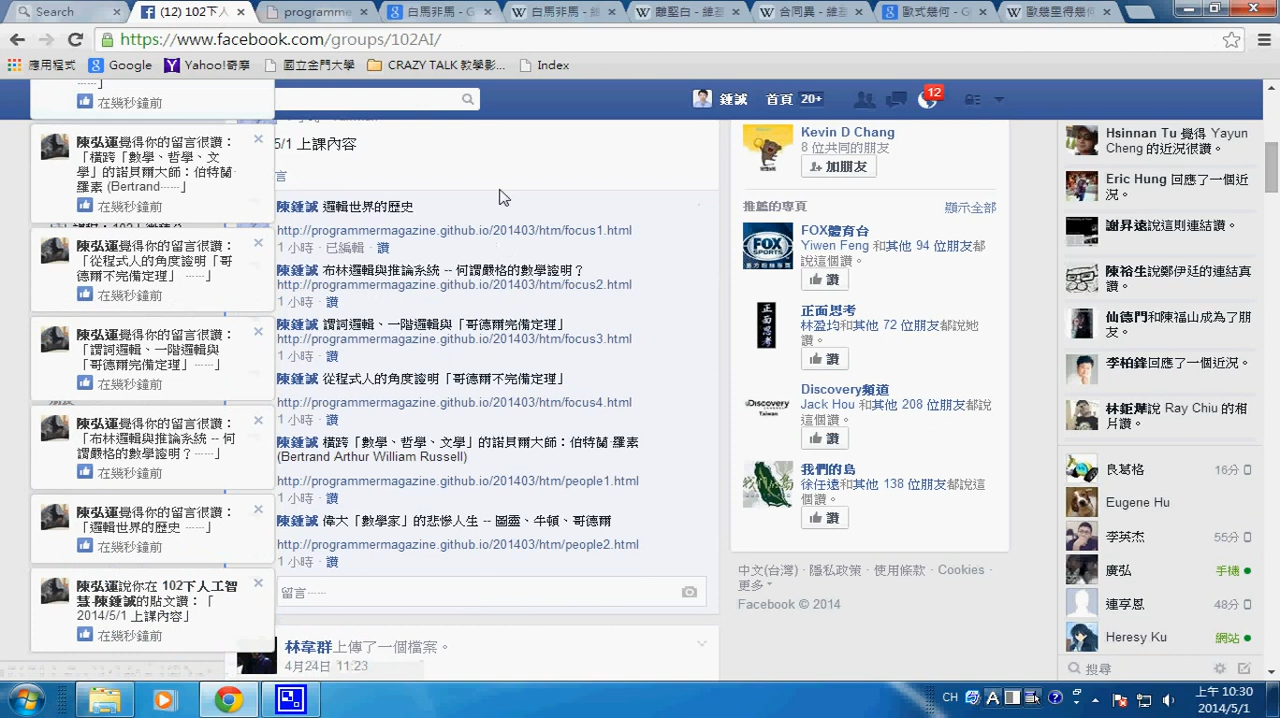 Search
(12) 102下人
programme
白馬非馬 - G
白馬非馬 - 維
離堅白 - 維基
合同異 - 維基
歐式幾何 - G
歐幾里得幾何
https://www.facebook.com/groups/102AI/
應用程式
Google
Yahoo!奇摩
國立金門大學
CRAZY TALK 教學影...
Index
鍾誠
首頁 20+
12
……」
在幾秒鐘前
陳弘運覺得你的留言很讚：
「橫跨「數學、哲學、文
學」的諾貝爾大師：伯特蘭
羅素 (Bertrand……」
在幾秒鐘前
陳弘運覺得你的留言很讚：
「從程式人的角度證明「哥
德爾不完備定理」 ……」
在幾秒鐘前
陳弘運覺得你的留言很讚：
「謂詞邏輯、一階邏輯與
「哥德爾完備定理」 ……」
在幾秒鐘前
陳弘運覺得你的留言很讚：
「布林邏輯與推論系統 -- 何
謂嚴格的數學證明？……」
在幾秒鐘前
陳弘運覺得你的留言很讚：
「邏輯世界的歷史 ……」
在幾秒鐘前
陳弘運說你在 102下人工智
慧-陳鍾誠的貼文讚：「
2014/5/1 上課內容」
在幾秒鐘前
5/1 上課內容
言
陳鍾誠 邏輯世界的歷史
http://programmermagazine.github.io/201403/htm/focus1.html
1 小時 · 已編輯 · 讚
陳鍾誠 布林邏輯與推論系統 -- 何謂嚴格的數學證明？
http://programmermagazine.github.io/201403/htm/focus2.html
1 小時 · 讚
陳鍾誠 謂詞邏輯、一階邏輯與「哥德爾完備定理」
http://programmermagazine.github.io/201403/htm/focus3.html
1 小時 · 讚
陳鍾誠 從程式人的角度證明「哥德爾不完備定理」
http://programmermagazine.github.io/201403/htm/focus4.html
1 小時 · 讚
陳鍾誠 橫跨「數學、哲學、文學」的諾貝爾大師：伯特蘭 羅素
(Bertrand Arthur William Russell)
http://programmermagazine.github.io/201403/htm/people1.html
1 小時 · 讚
陳鍾誠 偉大「數學家」的悲慘人生 -- 圖靈、牛頓、哥德爾
http://programmermagazine.github.io/201403/htm/people2.html
1 小時 · 讚
留言……
林韋群上傳了一個檔案。
4月24日 11:23
Kevin D Chang
8 位共同的朋友
加朋友
推薦的專頁
顯示全部
FOX體育台
Yiwen Feng 和其他 94 位朋友都
說這個讚。
讚
正面思考
林盈均和其他 72 位朋友都說她
讚。
讚
Discovery頻道
Jack Hou 和其他 208 位朋友都說
這個讚。
讚
我們的島
徐任遠和其他 138 位朋友都說這
個讚。
讚
中文(台灣) · 隱私政策 · 使用條款 · Cookies ·
更多
Facebook © 2014
FOX
SPORTS
正面思考
Discovery
Hsinnan Tu 覺得 Yayun
Cheng 的近況很讚。
Eric Hung 回應了一個近
況。
謝昇遠說這則連結讚。
陳裕生說鄭伊廷的連結真
讚。
仙德門和陳福山成為了朋
友。
李柏鋒回應了一個近況。
林鉅燁說 Ray Chiu 的相
片讚。
良葛格 16分
Eugene Hu
李英杰 55分
慶弘 手機
連享恩 48分
Heresy Ku 網站
搜尋
CH
A
上午 10:30
2014/5/1